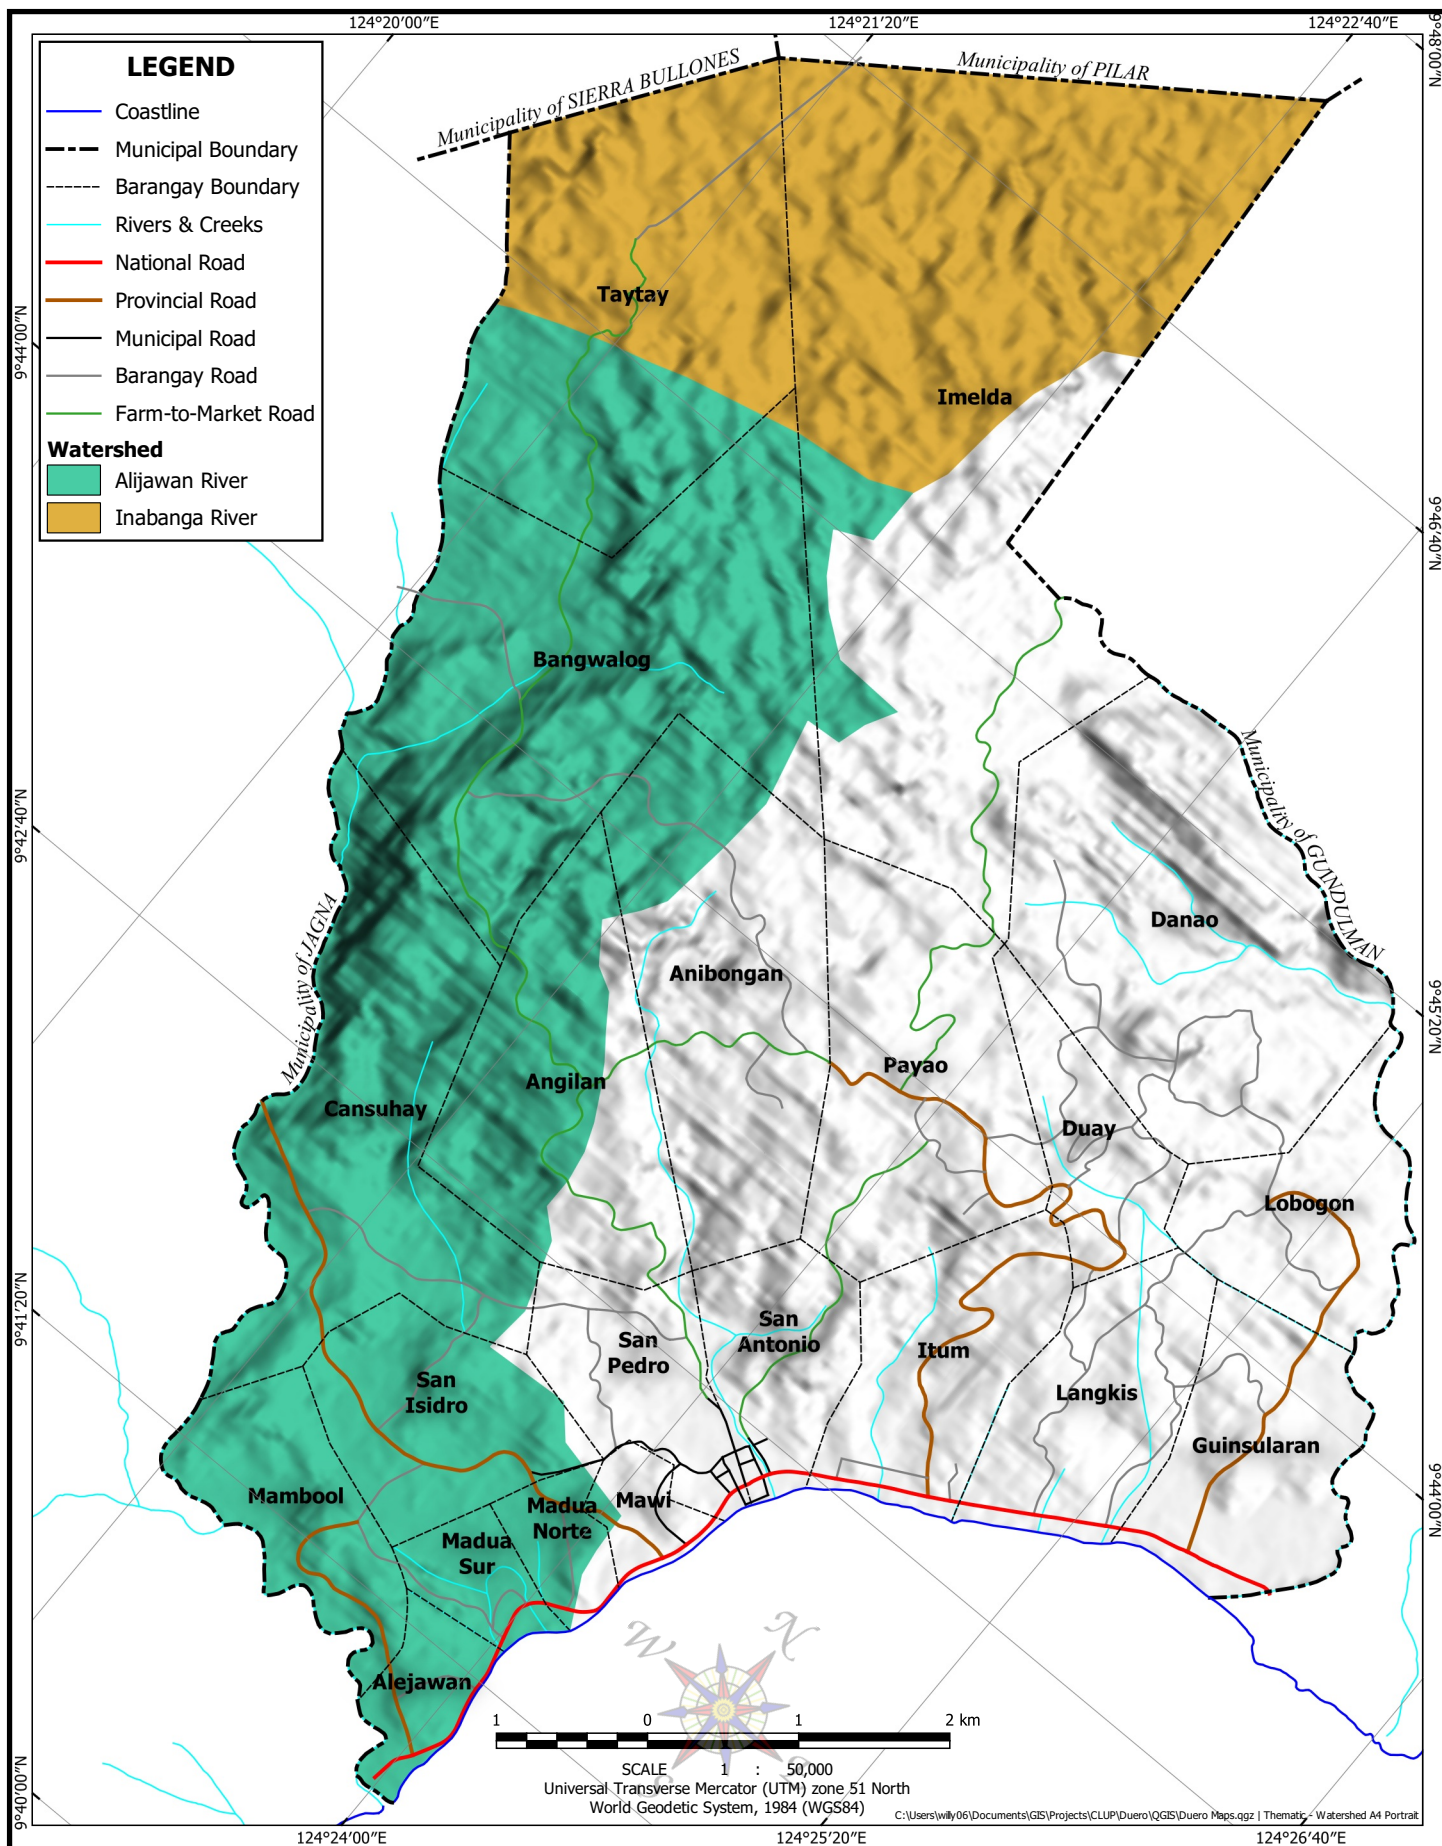 124°20′00″E
124°21′20″E
124°22′40″E
9°48′00″N
LEGEND
Coastline
Municipal Boundary
Barangay Boundary
Rivers & Creeks
National Road
Provincial Road
Municipal Road
Barangay Road
Farm-to-Market Road
Watershed
Alijawan River
Inabanga River
Municipality of SIERRA BULLONES
Municipality of PILAR
Taytay
Imelda
9°44′00″N
9°46′40″N
Bangwalog
Municipality of GUINDULMAN
9°42′40″N
Municipality of JAGNA
Danao
Anibongan
9°45′20″N
Payao
Angilan
Cansuhay
Duay
Lobogon
9°41′20″N
San
Pedro
San
Antonio
Itum
San
Isidro
Langkis
Guinsularan
Mambool
Mawi
Madua
Norte
Madua
Sur
9°44′00″N
Alejawan
W
N
S
1 0 1 2 km
SCALE 1 : 50,000
Universal Transverse Mercator (UTM) zone 51 North
World Geodetic System, 1984 (WGS84)
C:\Users\willy06\Documents\GIS\Projects\CLUP\Duero\QGIS\Duero Maps.qgz | Thematic - Watershed A4 Portrait
9°40′00″N
124°24′00″E
124°25′20″E
124°26′40″E